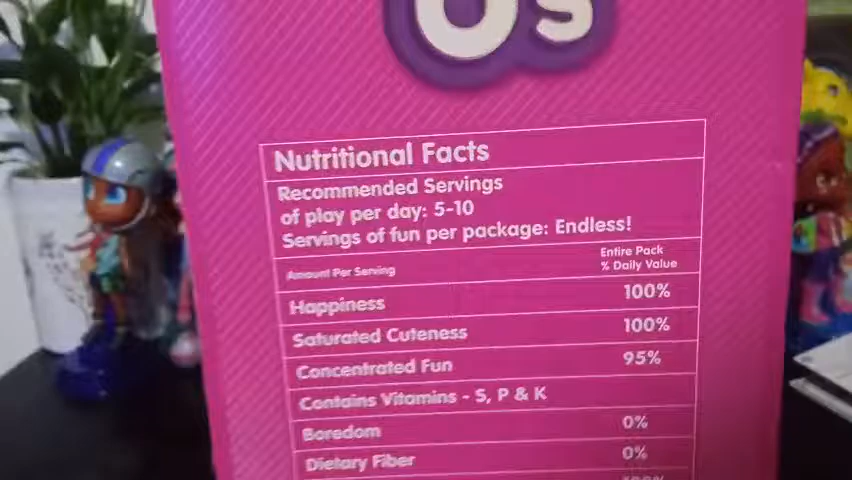 Os
Nutritional Facts
Recommended Servings
of play per day: 5-10
Servings of fun per package: Endless!
Amount Per Serving
Entire Pack
% Daily Value
Happiness 100%
Saturated Cuteness 100%
Concentrated Fun 95%
Contains Vitamins - S, P & K
Boredom 0%
Dietary Fiber 0%